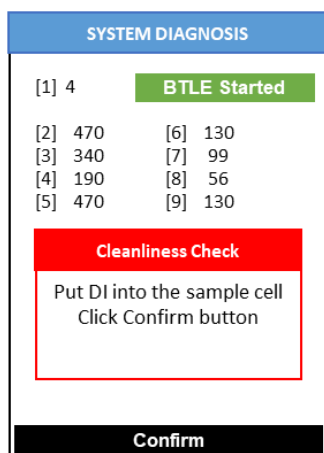 SYSTEM DIAGNOSIS
[1] 4 BTLE Started
[2] 470 [6] 130
[3] 340 [7] 99
[4] 190 [8] 56
[5] 470 [9] 130
Cleanliness Check
Put DI into the sample cell
Click Confirm button
Confirm